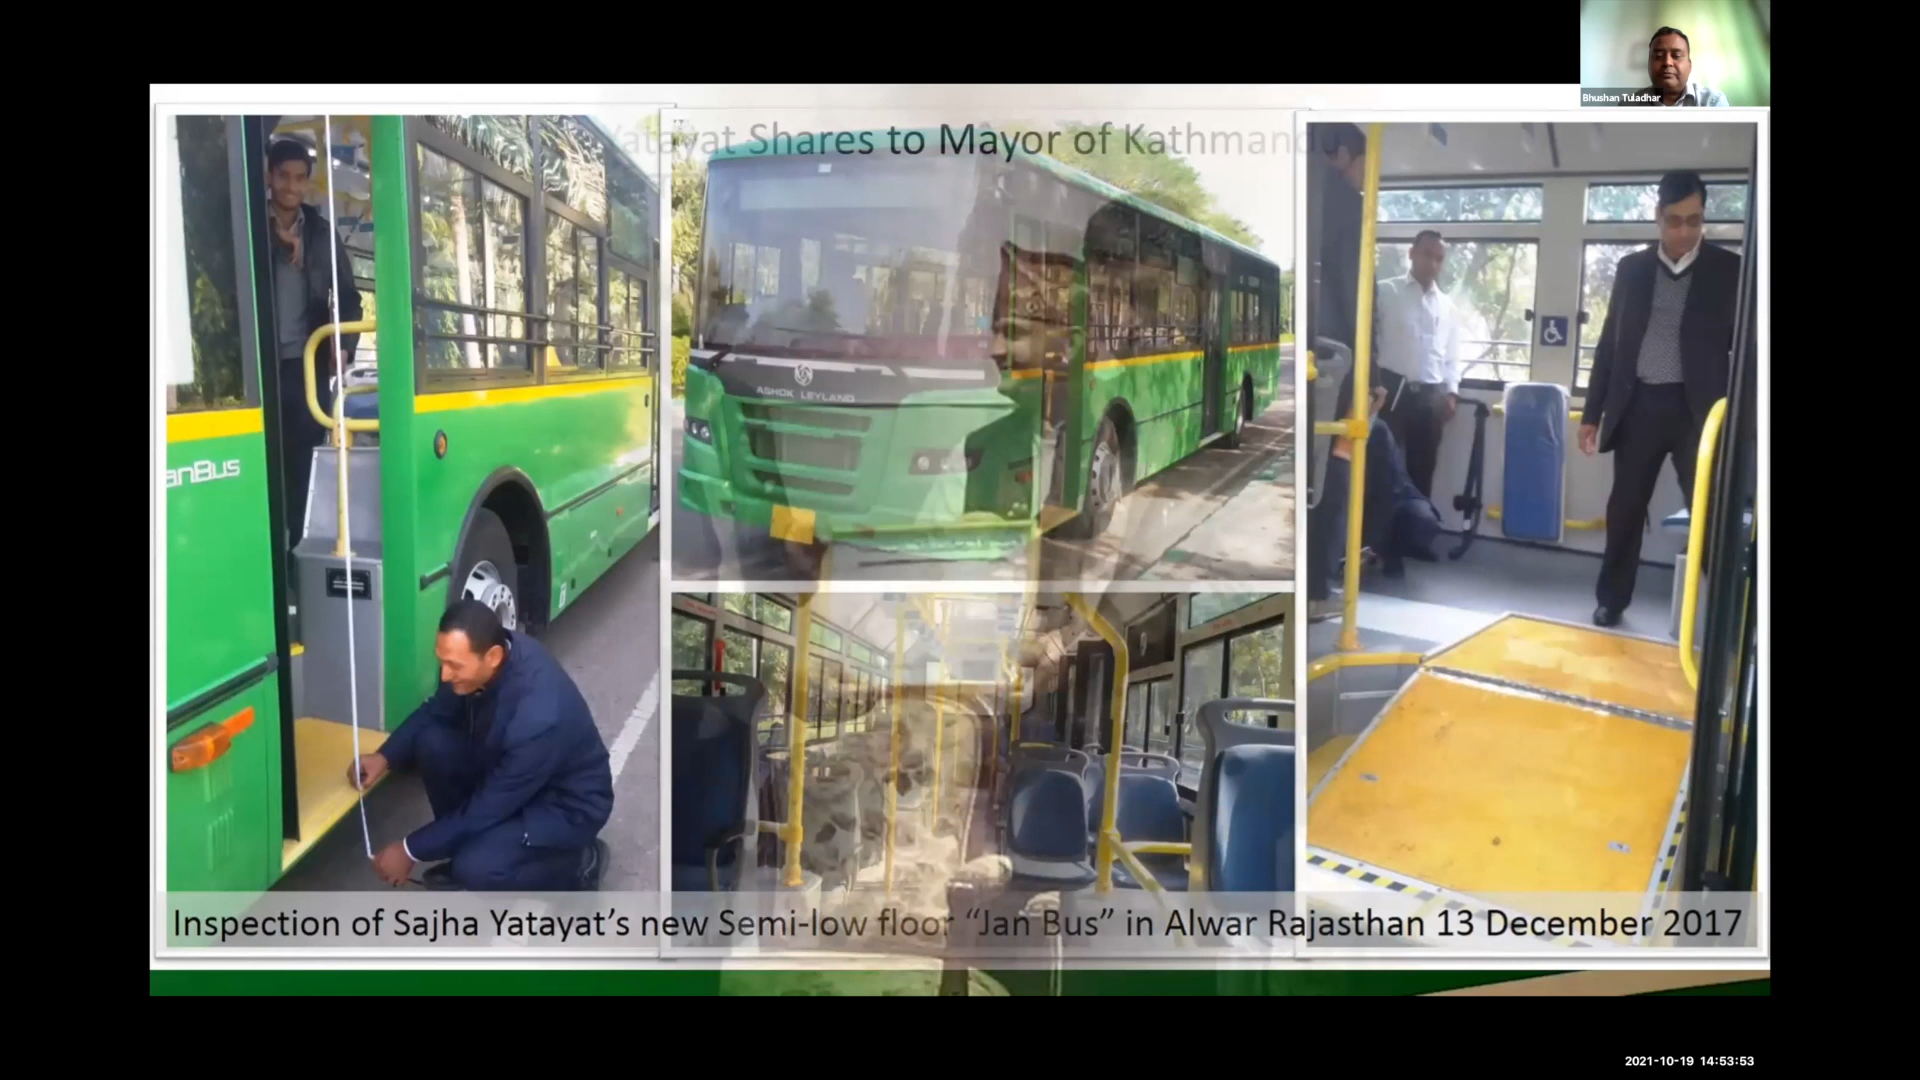 Bhushan Tuladhar
Yatayat Shares to Mayor of Kathmandu
ASHOK LEYLAND
anBus
Inspection of Sajha Yatayat’s new Semi-low floor “Jan Bus” in Alwar Rajasthan 13 December 2017
2021-10-19 14:53:53